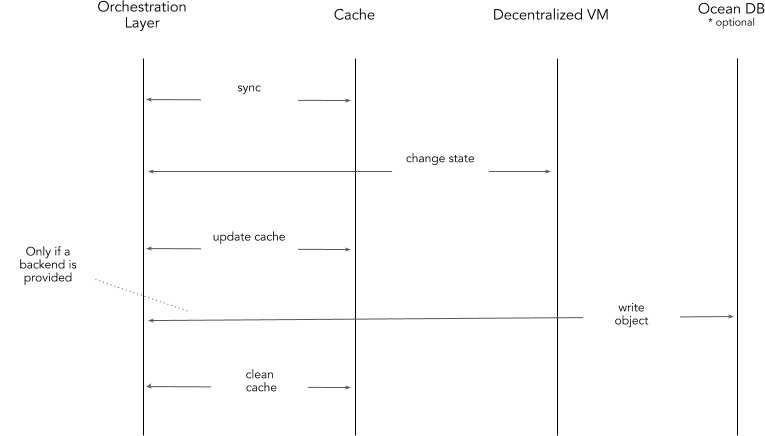 Orchestration
Layer
Cache
Decentralized VM
Ocean DB
* optional
sync
change state
update cache
Only if a
backend is
provided
write
object
clean
cache